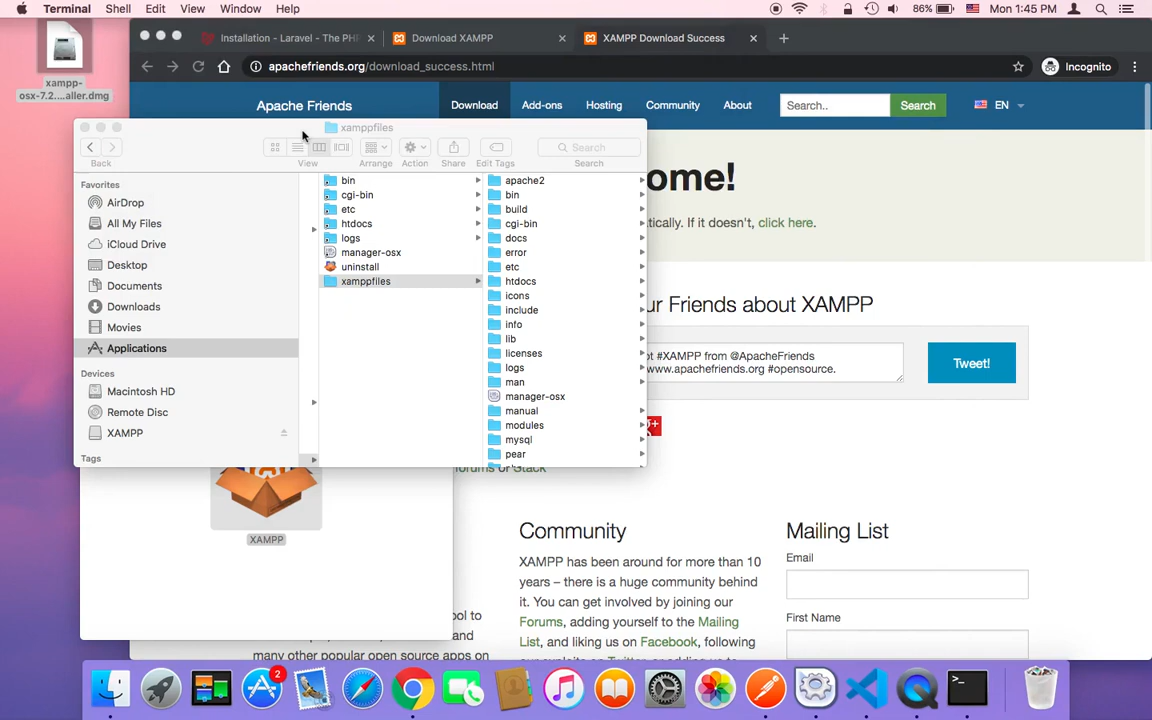 Terminal Shell Edit View Window Help 86% Mon 1:45 PM
xampp-
osx-7.2....aller.dmg
Installation - Laravel - The PH
Download XAMPP
XAMPP Download Success
apachefriends.org/download_success.html
Incognito
Apache Friends
Download
Add-ons
Hosting
Community
About
Search..
Search
EN
xamppfiles
Back
View
Arrange
Action
Share
Edit Tags
Search
Search
Favorites
AirDrop
All My Files
iCloud Drive
Desktop
Documents
Downloads
Movies
Applications
Devices
Macintosh HD
Remote Disc
XAMPP
Tags
bin
cgi-bin
etc
htdocs
logs
manager-osx
uninstall
xamppfiles
apache2
bin
build
cgi-bin
docs
error
etc
htdocs
icons
include
info
lib
licenses
logs
man
manager-osx
manual
modules
mysql
pear
ome!
atically. If it doesn't, click here.
ur Friends about XAMPP
ot #XAMPP from @ApacheFriends
www.apachefriends.org #opensource.
Tweet!
XAMPP
ool to
and
many other popular open source apps on
Community
XAMPP has been around for more than 10
years – there is a huge community behind
it. You can get involved by joining our
Forums, adding yourself to the Mailing
List, and liking us on Facebook, following
Mailing List
Email
First Name
2